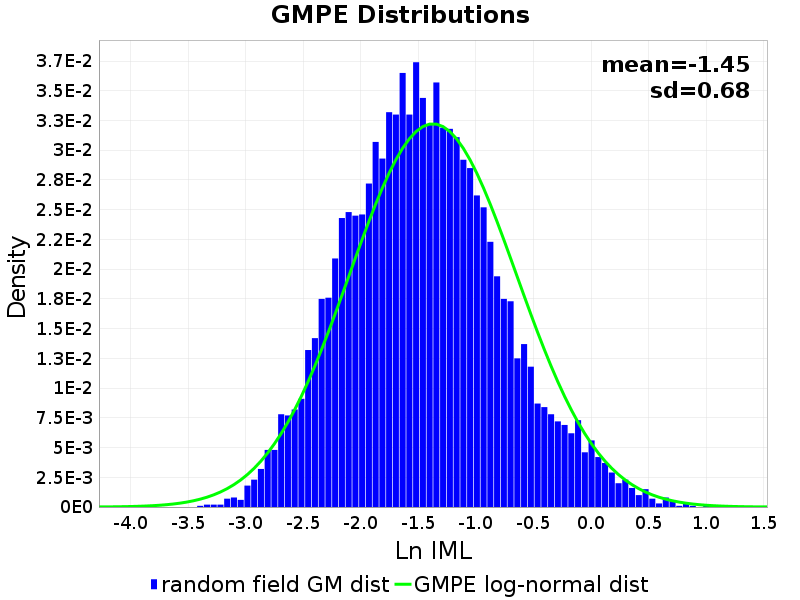 GMPE Distributions
mean=-1.45
sd=0.68
3.7E-2
3.5E-2
3.3E-2
3E-2
2.8E-2
2.5E-2
2.2E-2
2E-2
1.8E-2
1.5E-2
1.3E-2
1E-2
7.5E-3
5E-3
2.5E-3
0E0
Density
-4.0 -3.5 -3.0 -2.5 -2.0 -1.5 -1.0 -0.5 0.0 0.5 1.0 1.5
Ln IML
random field GM dist GMPE log-normal dist